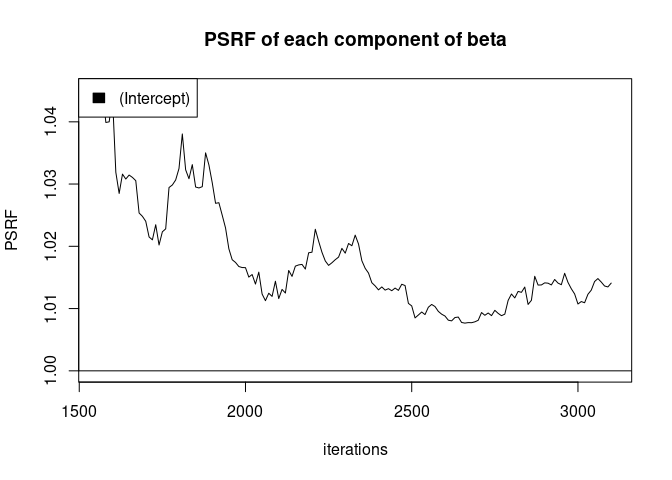 PSRF of each component of beta
(Intercept)
PSRF
1.04
1.03
1.02
1.01
1.00
1500 2000 2500 3000
iterations